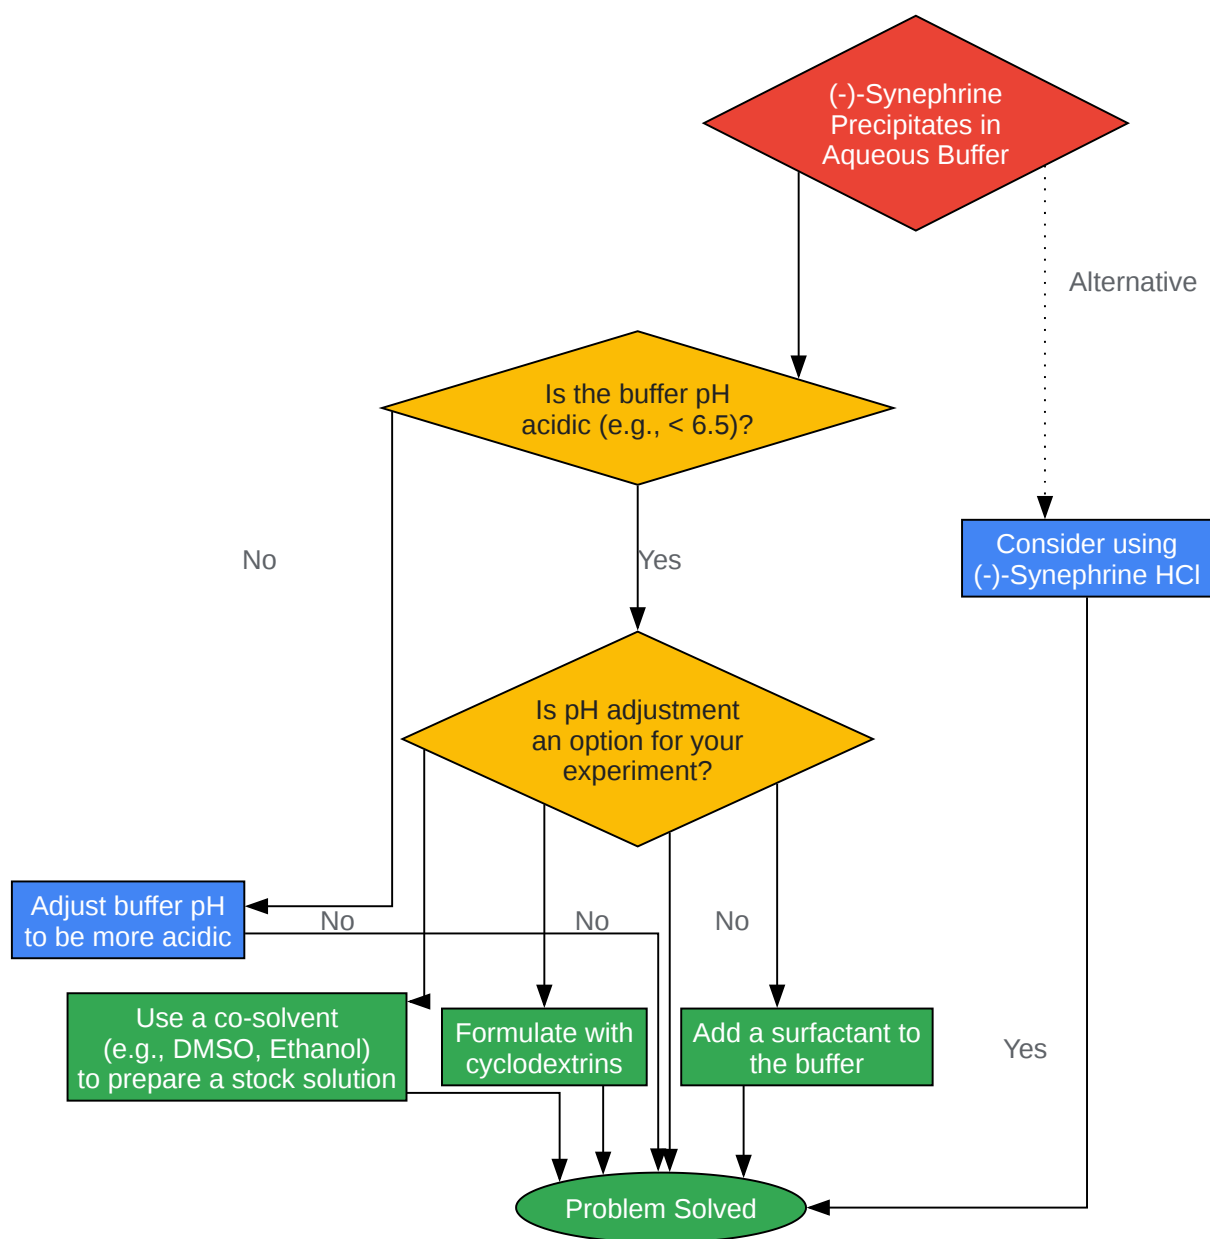 (-)-Synephrine
Precipitates in
Aqueous Buffer
Alternative
Is the buffer pH
acidic (e.g., < 6.5)?
No
Yes
Consider using
(-)-Synephrine HCl
Is pH adjustment
an option for your
experiment?
Adjust buffer pH
to be more acidic
No
No
No
Use a co-solvent
(e.g., DMSO, Ethanol)
to prepare a stock solution
Formulate with
cyclodextrins
Add a surfactant to
the buffer
Yes
Problem Solved